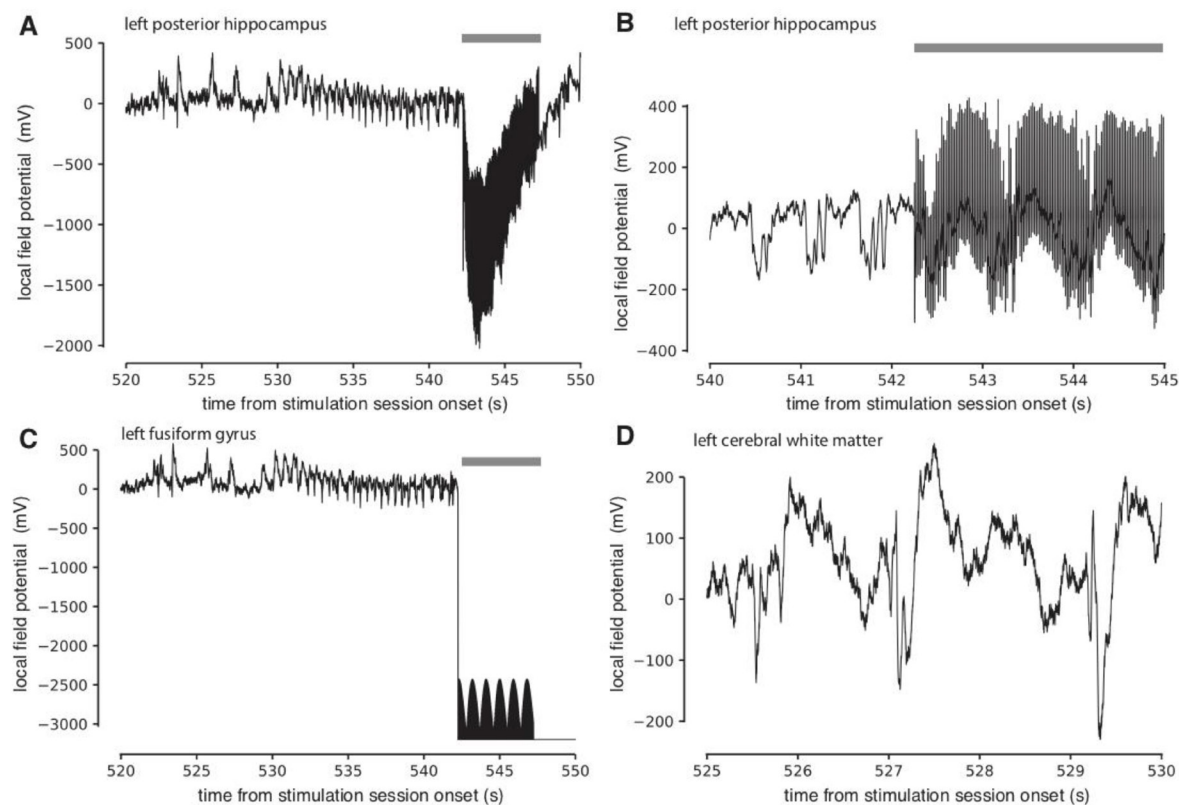 A
left posterior hippocampus
500
0
−500
−1000
−1500
−2000
local field potential (mV)
520 525 530 535 540 545 550
time from stimulation session onset (s)
B
left posterior hippocampus
400
200
0
−200
−400
local field potential (mV)
540 541 542 543 544 545
time from stimulation session onset (s)
C
left fusiform gyrus
500
0
−500
−1000
−1500
−2000
−2500
−3000
local field potential (mV)
520 525 530 535 540 545 550
time from stimulation session onset (s)
D
left cerebral white matter
200
100
0
−100
−200
local field potential (mV)
525 526 527 528 529 530
time from stimulation session onset (s)